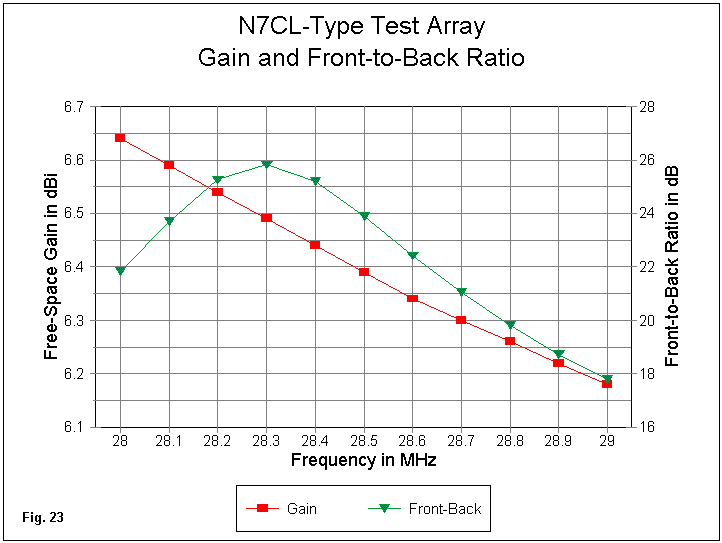 N7CL-Type Test Array
Gain and Front-to-Back Ratio
6.7
6.6
6.5
6.4
6.3
6.2
6.1
Free-Space Gain in dBi
28
26
24
22
20
18
16
Front-to-Back Ratio in dB
28 28.1 28.2 28.3 28.4 28.5 28.6 28.7 28.8 28.9 29
Frequency in MHz
Gain Front-Back
Fig. 23